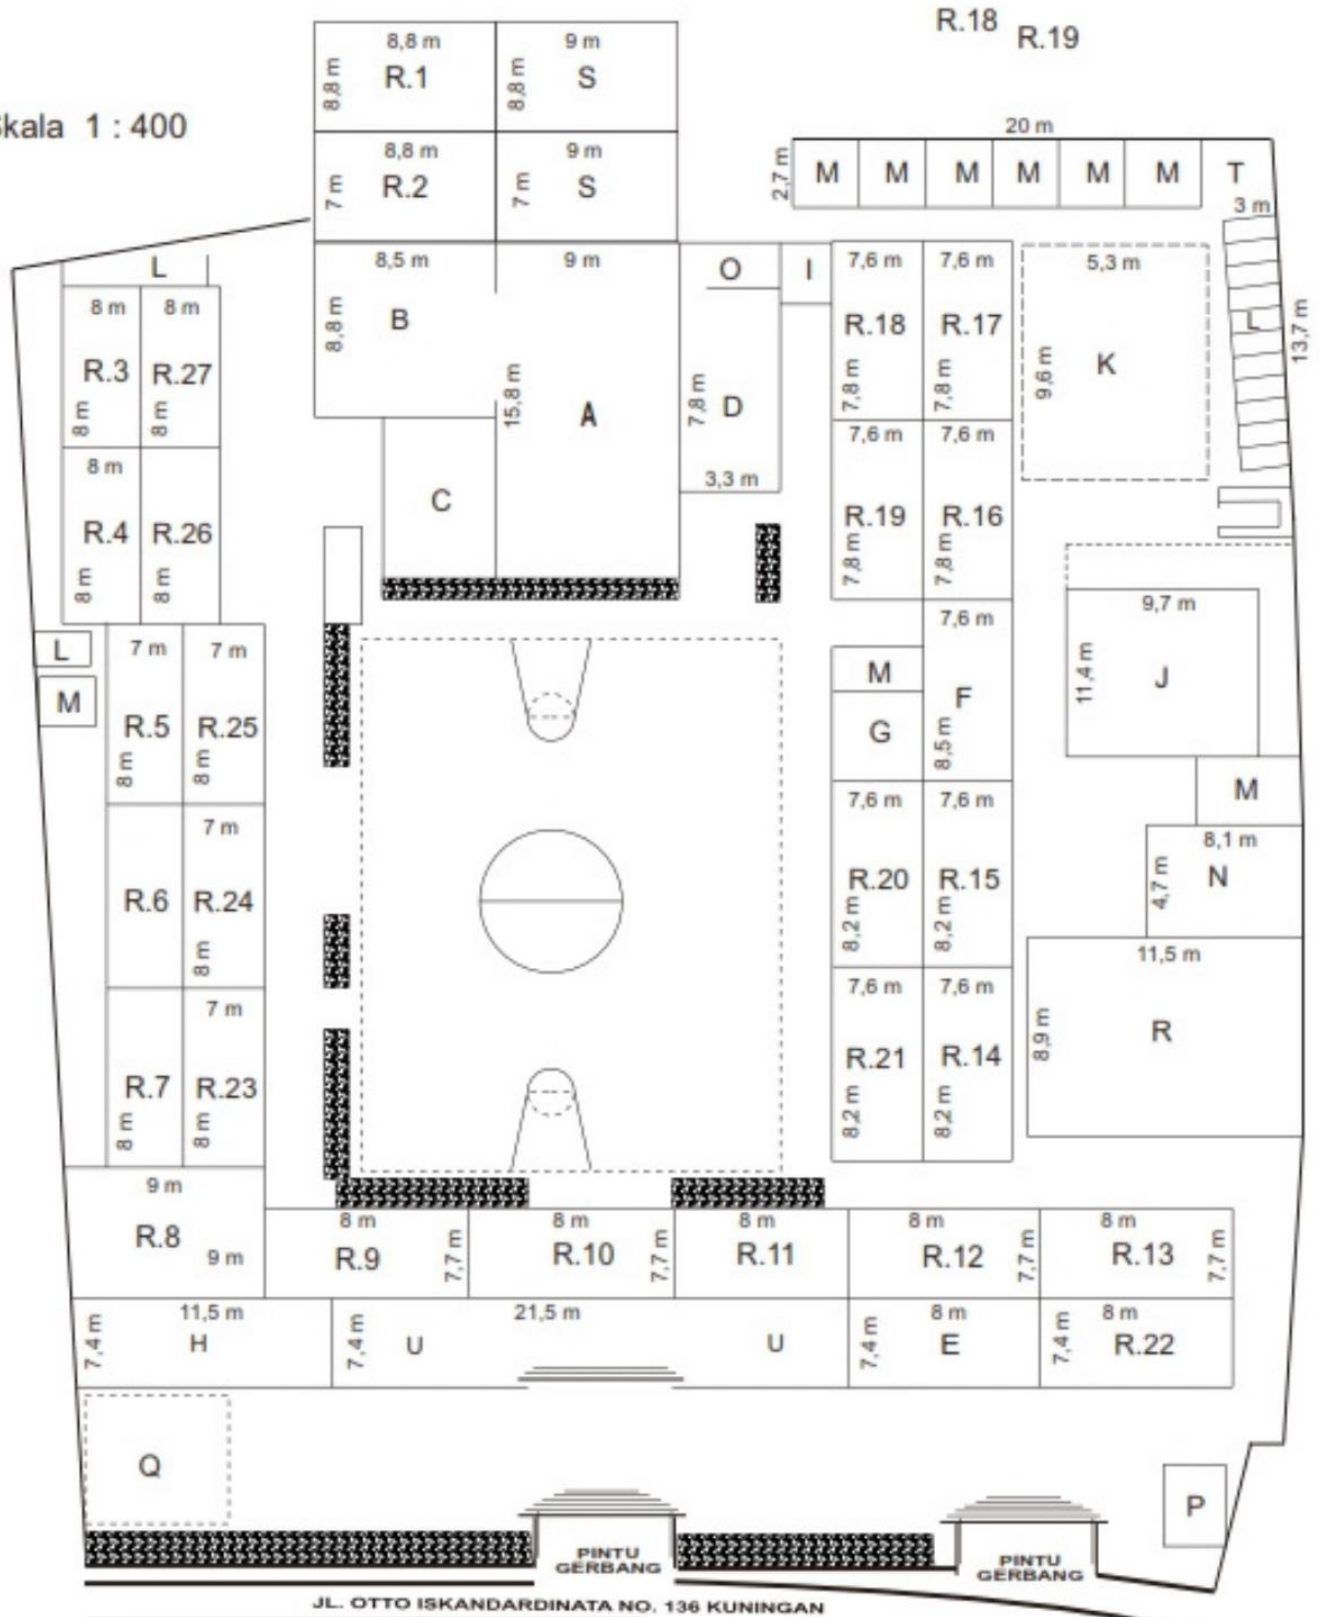 R.18 R.19
kala 1 : 400
8,8 m 9 m
8,8 m R.1 8,8 m S
20 m
8,8 m 9 m
7 m R.2 7 m S
2,7 m M M M M M M T
3 m
L 8,5 m 9 m O I 7,6 m 7,6 m 5,3 m
8 m 8 m
8,8 m B R.18 R.17 L 13,7 m
R.3 R.27 9,6 m K
8 m 8 m 15,8 m A 7,8 m D 7,8 m 7,8 m
8 m 7,6 m 7,6 m
3,3 m
C
R.4 R.26 R.19 R.16
8 m 8 m 7,8 m 7,8 m
9,7 m
7,6 m
L 7 m 7 m
M M F 11,4 m J
R.5 R.25 G
8 m 8 m 8,5 m
M
7 m 7,6 m 7,6 m
8,1 m
R.6 R.24 R.20 R.15 4,7 m N
8 m 8,2 m 8,2 m
11,5 m
7 m 7,6 m 7,6 m
8,9 m R
R.7 R.23 R.21 R.14
8 m 8 m 8,2 m 8,2 m
9 m
8 m 8 m 8 m 8 m 8 m
R.8 9 m R.9 7,7 m R.10 7,7 m R.11 R.12 7,7 m R.13 7,7 m
11,5 m 21,5 m 8 m 8 m
7,4 m H 7,4 m U U 7,4 m E 7,4 m R.22
Q
P
PINTU
GERBANG
PINTU
GERBANG
JL. OTTO ISKANDARDINATA NO. 136 KUNINGAN